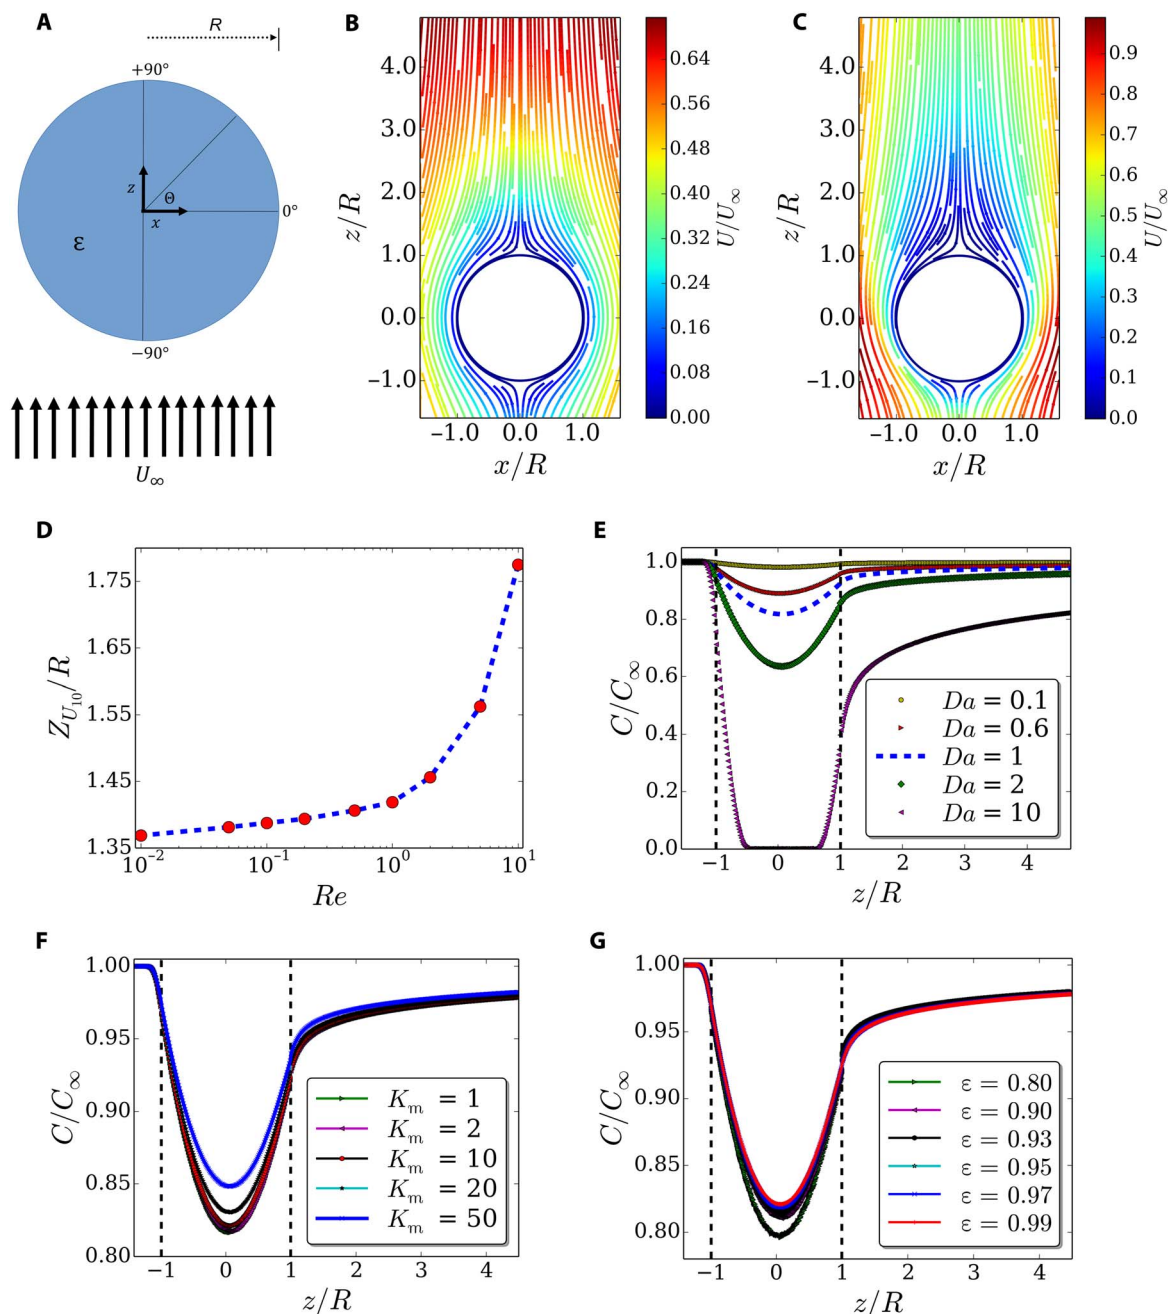 A
R
+90°
z
Θ
x
0°
ε
−90°
U∞
B
4.0
3.0
2.0
1.0
0.0
−1.0
z/R
−1.0 0.0 1.0
x/R
0.64
0.56
0.48
0.40
0.32
0.24
0.16
0.08
0.00
U/U∞
C
4.0
3.0
2.0
1.0
0.0
−1.0
z/R
−1.0 0.0 1.0
x/R
0.9
0.8
0.7
0.6
0.5
0.4
0.3
0.2
0.1
0.0
U/U∞
D
1.75
1.65
1.55
1.45
1.35
Z_{U_{10}}/R
10⁻² 10⁻¹ 10⁰ 10¹
Re
E
1.0
0.8
0.6
0.4
0.2
0.0
C/C∞
Da = 0.1
Da = 0.6
Da = 1
Da = 2
Da = 10
−1 0 1 2 3 4
z/R
F
1.00
0.95
0.90
0.85
0.80
C/C∞
Kₘ = 1
Kₘ = 2
Kₘ = 10
Kₘ = 20
Kₘ = 50
−1 0 1 2 3 4
z/R
G
1.00
0.95
0.90
0.85
0.80
C/C∞
ε = 0.80
ε = 0.90
ε = 0.93
ε = 0.95
ε = 0.97
ε = 0.99
−1 0 1 2 3 4
z/R